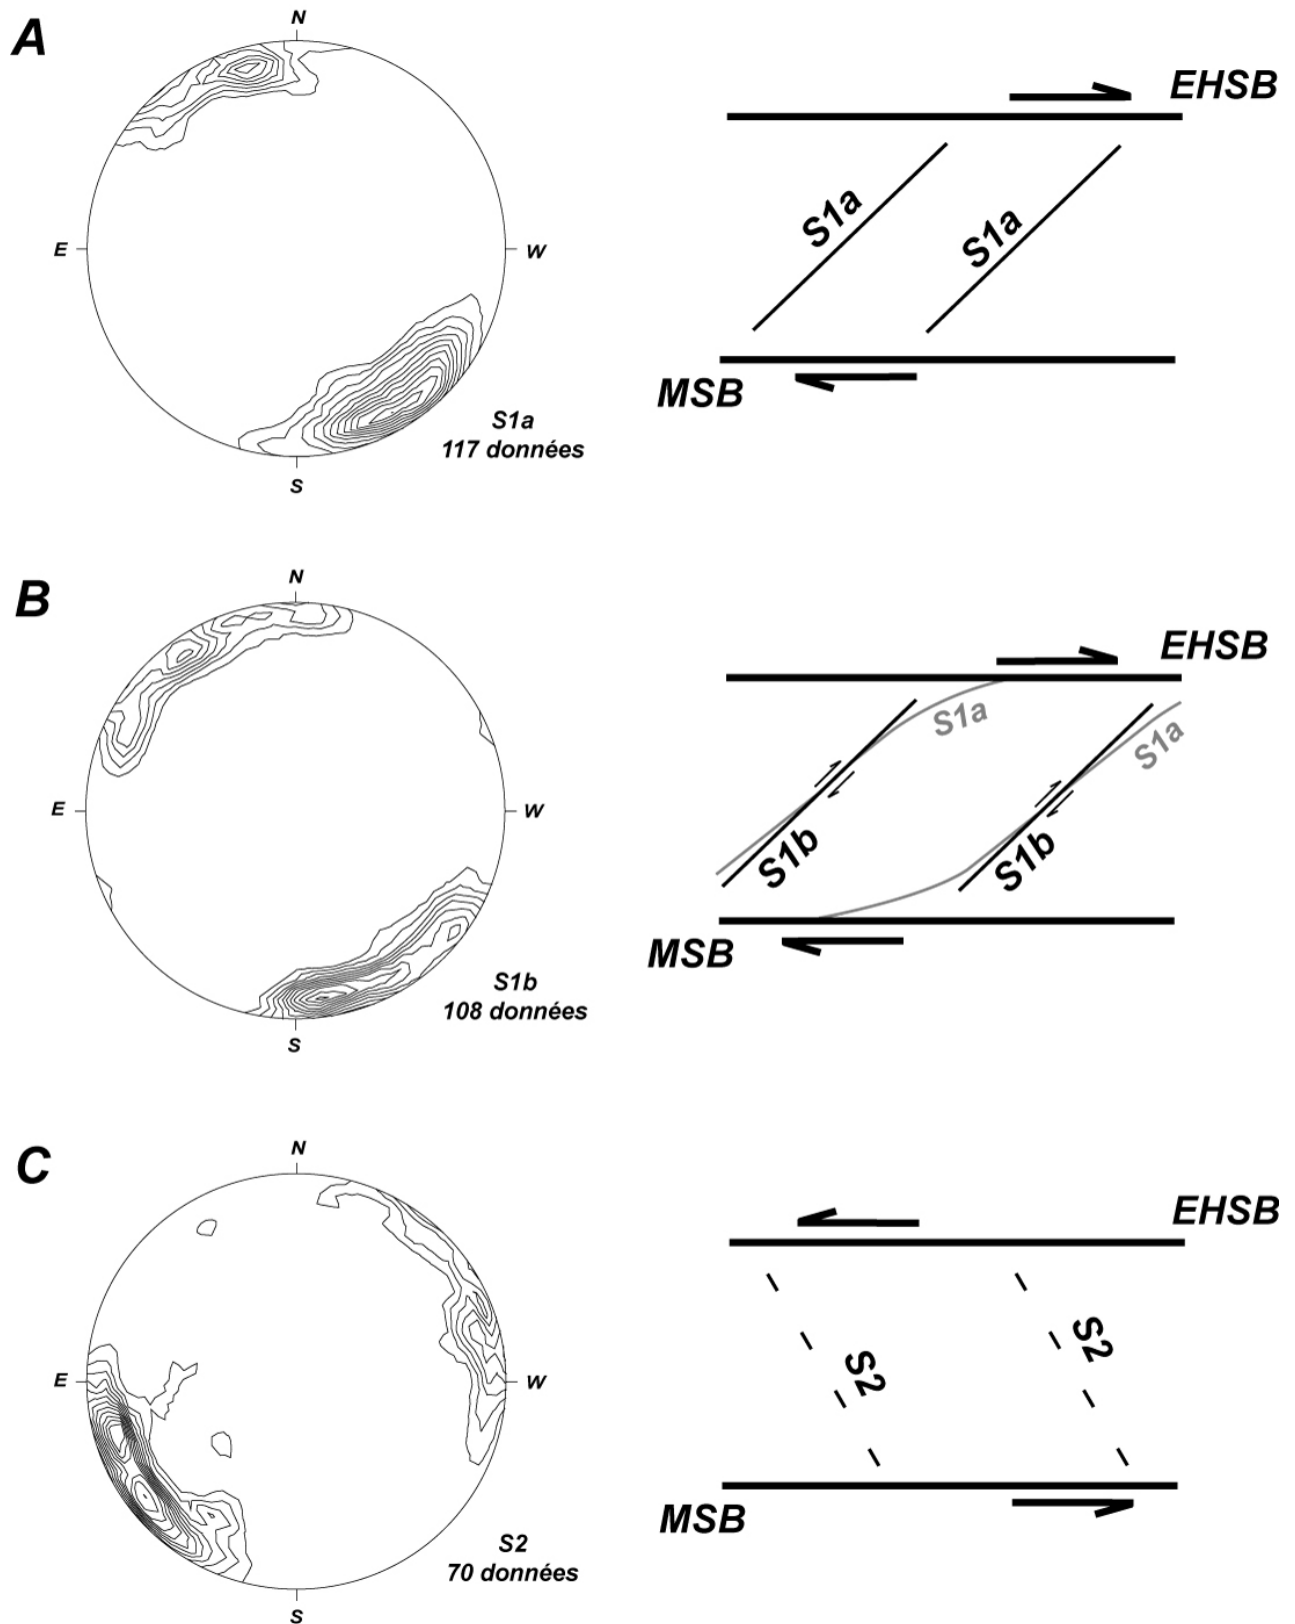 A
N
E
W
S
S1a
117 données
EHSB
S1a
S1a
MSB
B
N
E
W
S
S1b
108 données
EHSB
S1a
S1a
S1b
S1b
MSB
C
N
E
W
S
S2
70 données
EHSB
S2
S2
MSB